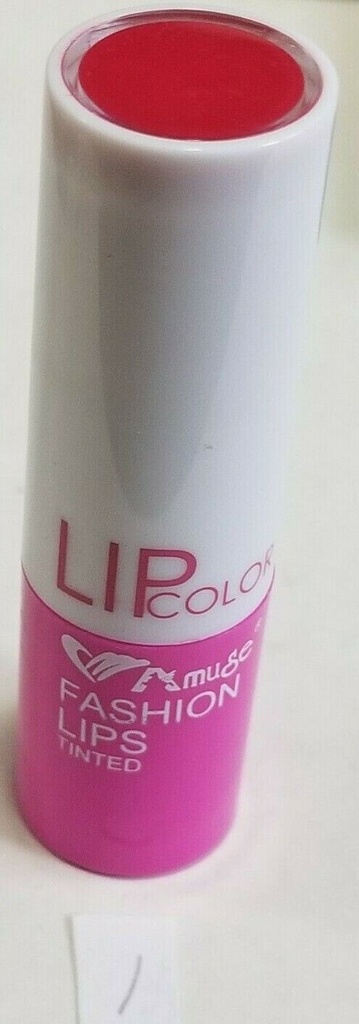 LIP
COLOR
Amuse ®
FASHION
LIPS
TINTED
1